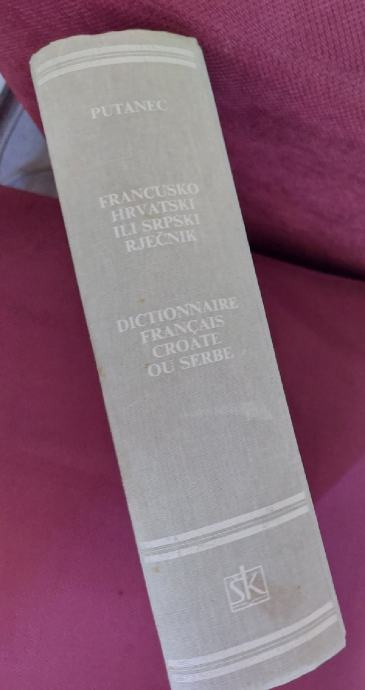 PUTANEC
FRANCUSKO
HRVATSKI
ILI SRPSKI
RJEČNIK
DICTIONNAIRE
FRANÇAIS
CROATE
OU SERBE
ŠK